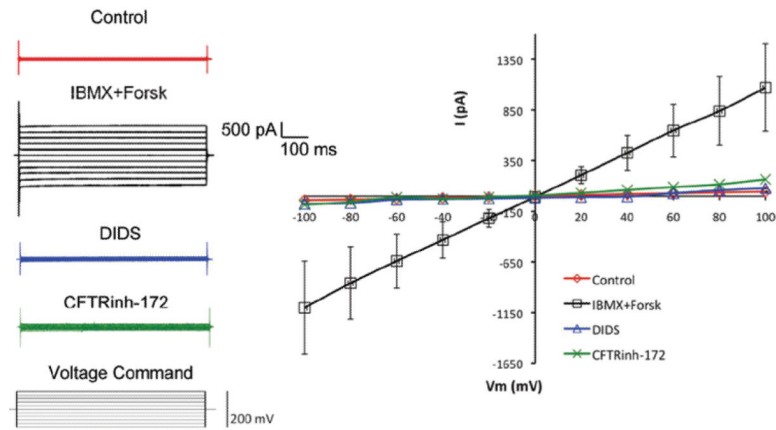 Control
IBMX+Forsk
500 pA
100 ms
DIDS
CFTRinh-172
Voltage Command
200 mV
I (pA)
1350
850
350
-100 -80 -60 -40 -20 0 20 40 60 80 100
-150
-650
-1150
-1650
Vm (mV)
Control
IBMX+Forsk
DIDS
CFTRinh-172